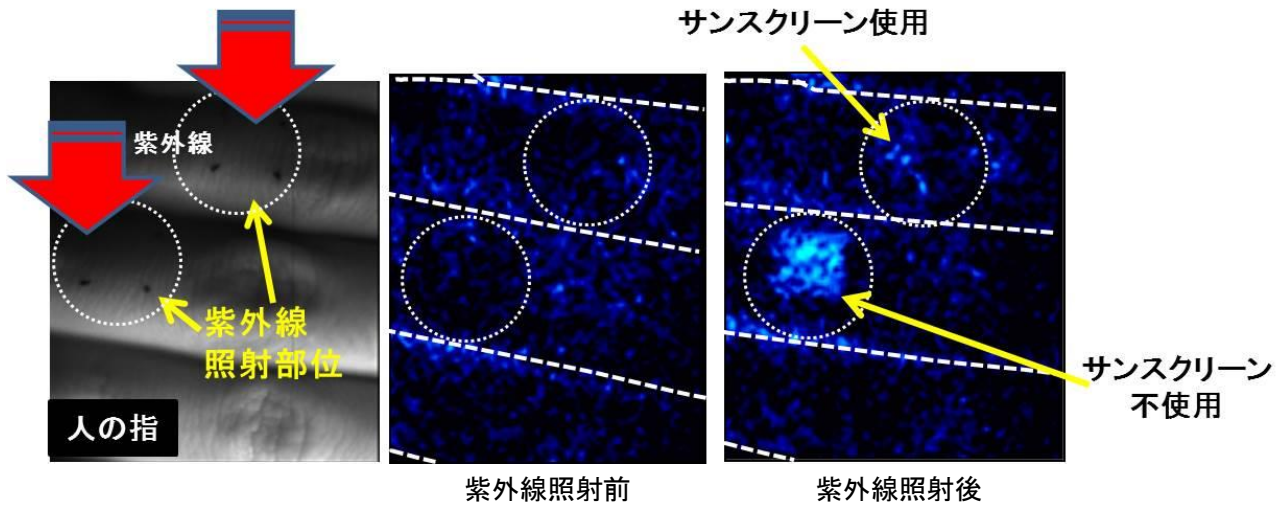 サンスクリーン使用
紫外線
紫外線
照射部位
人の指
サンスクリーン
不使用
紫外線照射前
紫外線照射後